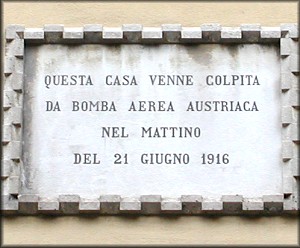 QUESTA CASA VENNE COLPITA
DA BOMBA AEREA AUSTRIACA
NEL MATTINO
DEL 21 GIUGNO 1916